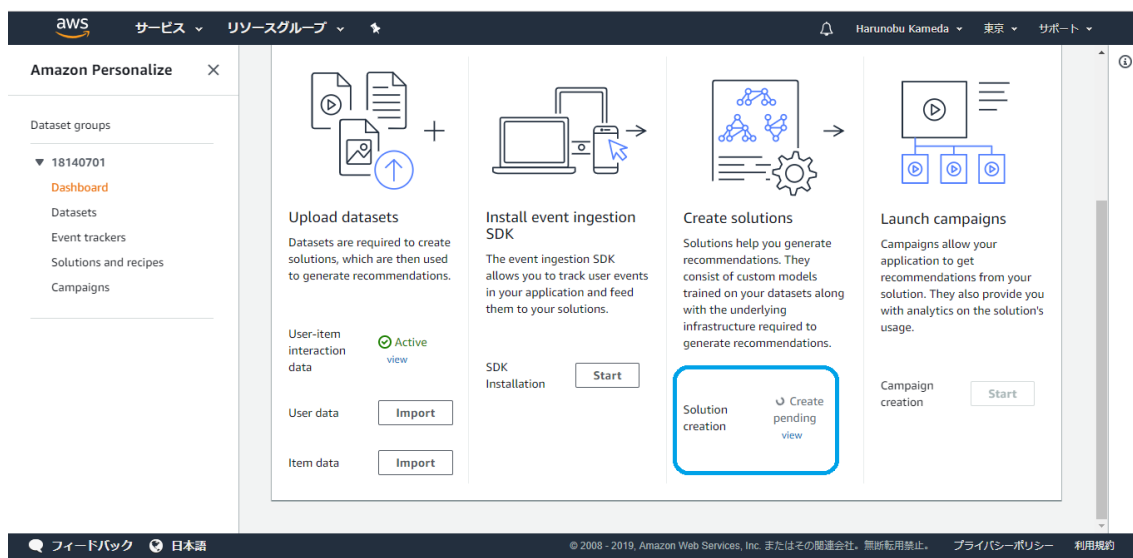 aws
サービス
リソースグループ
Harunobu Kameda
東京
サポート
Amazon Personalize
Dataset groups
18140701
Dashboard
Datasets
Event trackers
Solutions and recipes
Campaigns
Upload datasets
Datasets are required to create
solutions, which are then used
to generate recommendations.
User-item
interaction
data
Active
view
User data
Import
Item data
Import
Install event ingestion
SDK
The event ingestion SDK
allows you to track user events
in your application and feed
them to your solutions.
SDK
Installation
Start
Create solutions
Solutions help you generate
recommendations. They
consist of custom models
trained on your datasets along
with the underlying
infrastructure required to
generate recommendations.
Solution
creation
Create
pending
view
Launch campaigns
Campaigns allow your
application to get
recommendations from your
solution. They also provide you
with analytics on the solution's
usage.
Campaign
creation
Start
フィードバック
日本語
© 2008 - 2019, Amazon Web Services, Inc. またはその関連会社。無断転用禁止。
プライバシーポリシー
利用規約